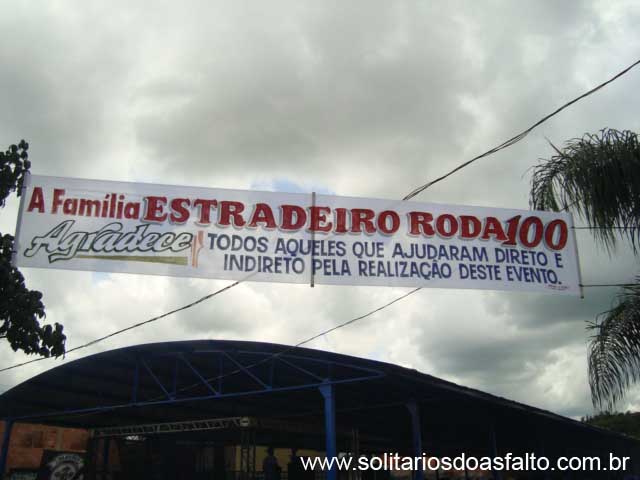 A Família ESTRADEIRO RODA100
Agradece TODOS AQUELES QUE AJUDARAM DIRETO E
INDIRETO PELA REALIZAÇÃO DESTE EVENTO.
www.solitariosdoasfalto.com.br